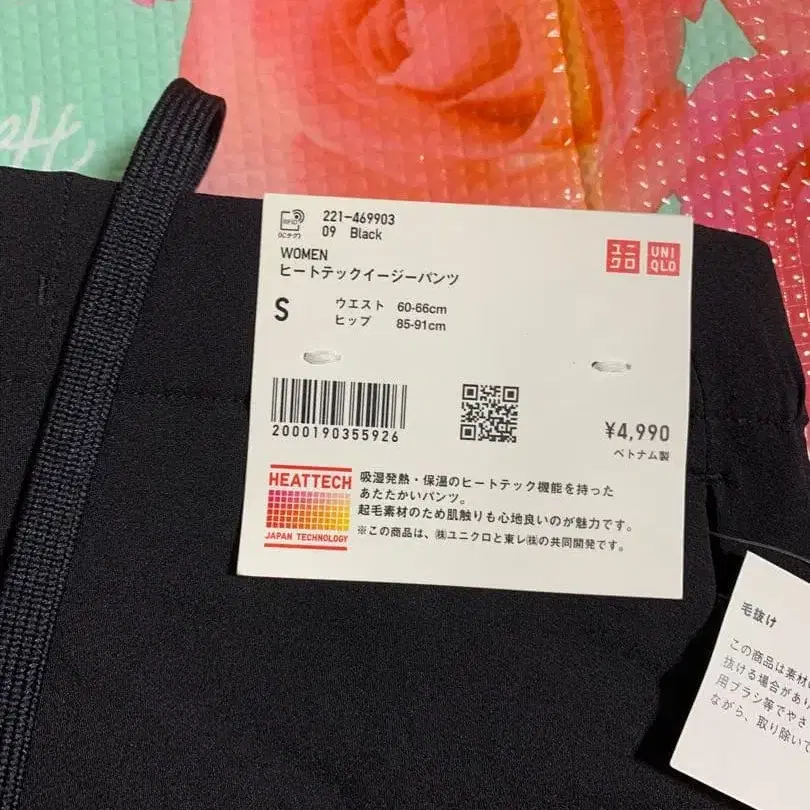 221-469903
09 Black
ICタグ
ユニクロ
UNIQLO
WOMEN
ヒートテックイージーパンツ
S
ウエスト 60-66cm
ヒップ 85-91cm
2000190355926
¥4,990
ベトナム製
HEATTECH
JAPAN TECHNOLOGY
吸湿発熱・保温のヒートテック機能を持った
あたたかいパンツ。
起毛素材のため肌触りも心地良いのが魅力です。
※この商品は、㈱ユニクロと東レ㈱の共同開発です。
毛抜け
この商品は素材
抜ける場合があり
用ブラシ等でやさ
ながら、取り除いて